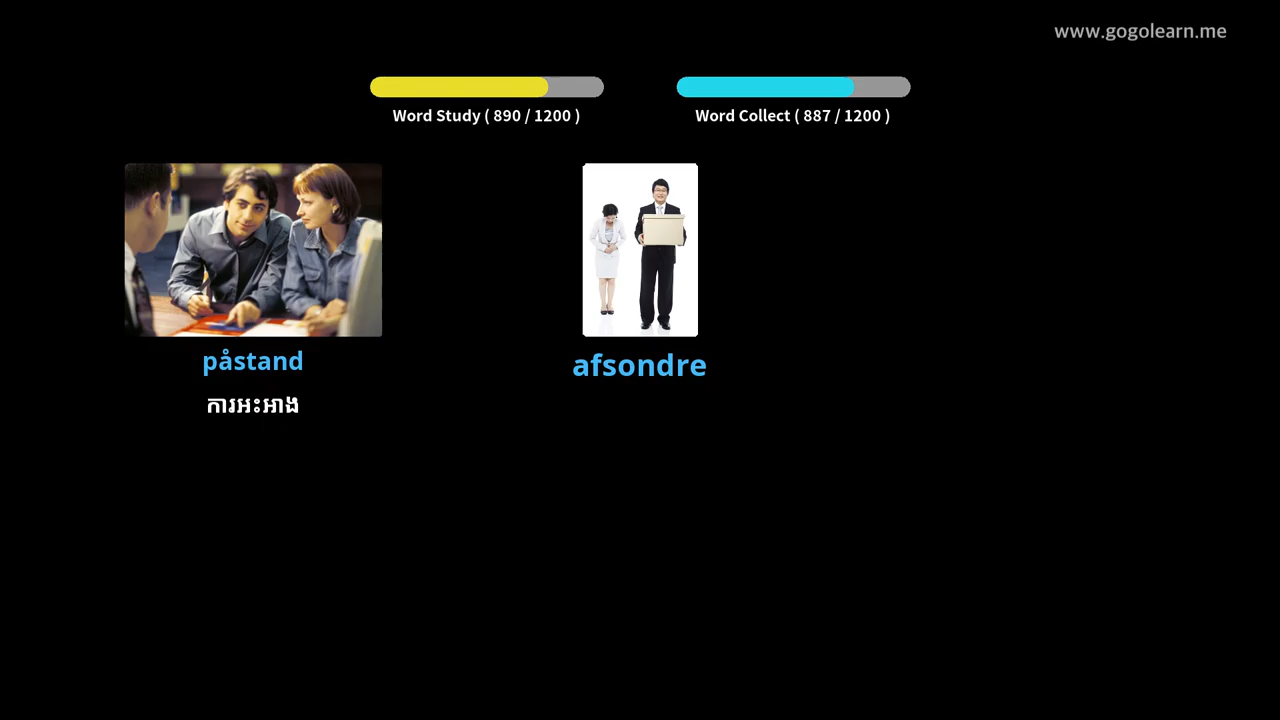 www.gogolearn.me
Word Study ( 890 / 1200 )
Word Collect ( 887 / 1200 )
påstand
ការអះអាង
afsondre